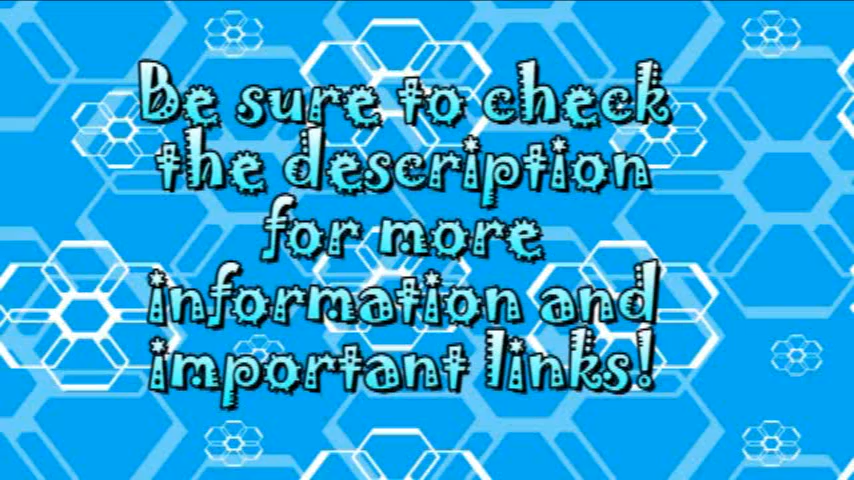 Be sure to check
the description
for more
information and
important links!